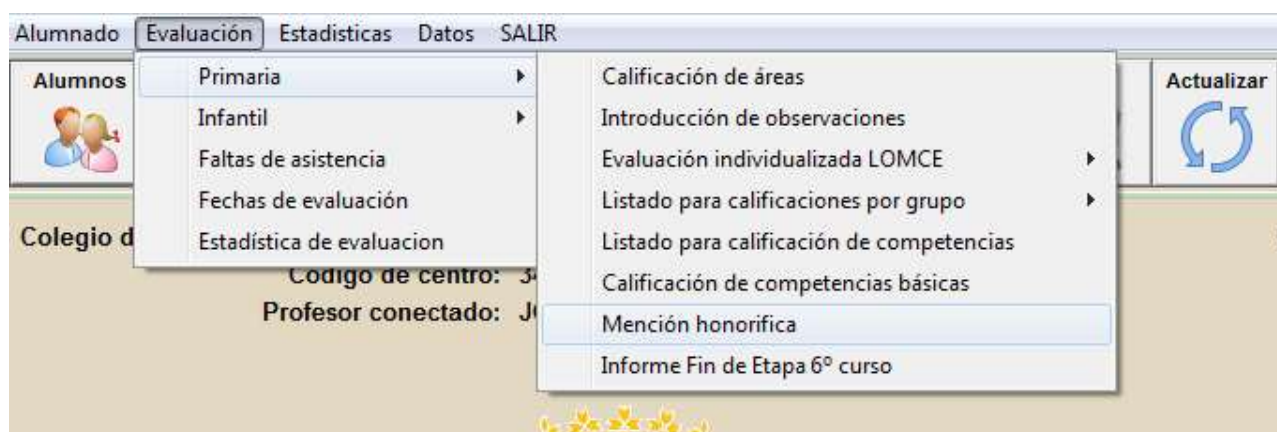 Alumnado Evaluación Estadisticas Datos SALIR
Alumnos
Actualizar
Primaria
Infantil
Faltas de asistencia
Fechas de evaluación
Estadística de evaluacion
Calificación de áreas
Introducción de observaciones
Evaluación individualizada LOMCE
Listado para calificaciones por grupo
Listado para calificación de competencias
Calificación de competencias básicas
Mención honorifica
Informe Fin de Etapa 6º curso
Colegio d
Codigo de centro:
Profesor conectado: